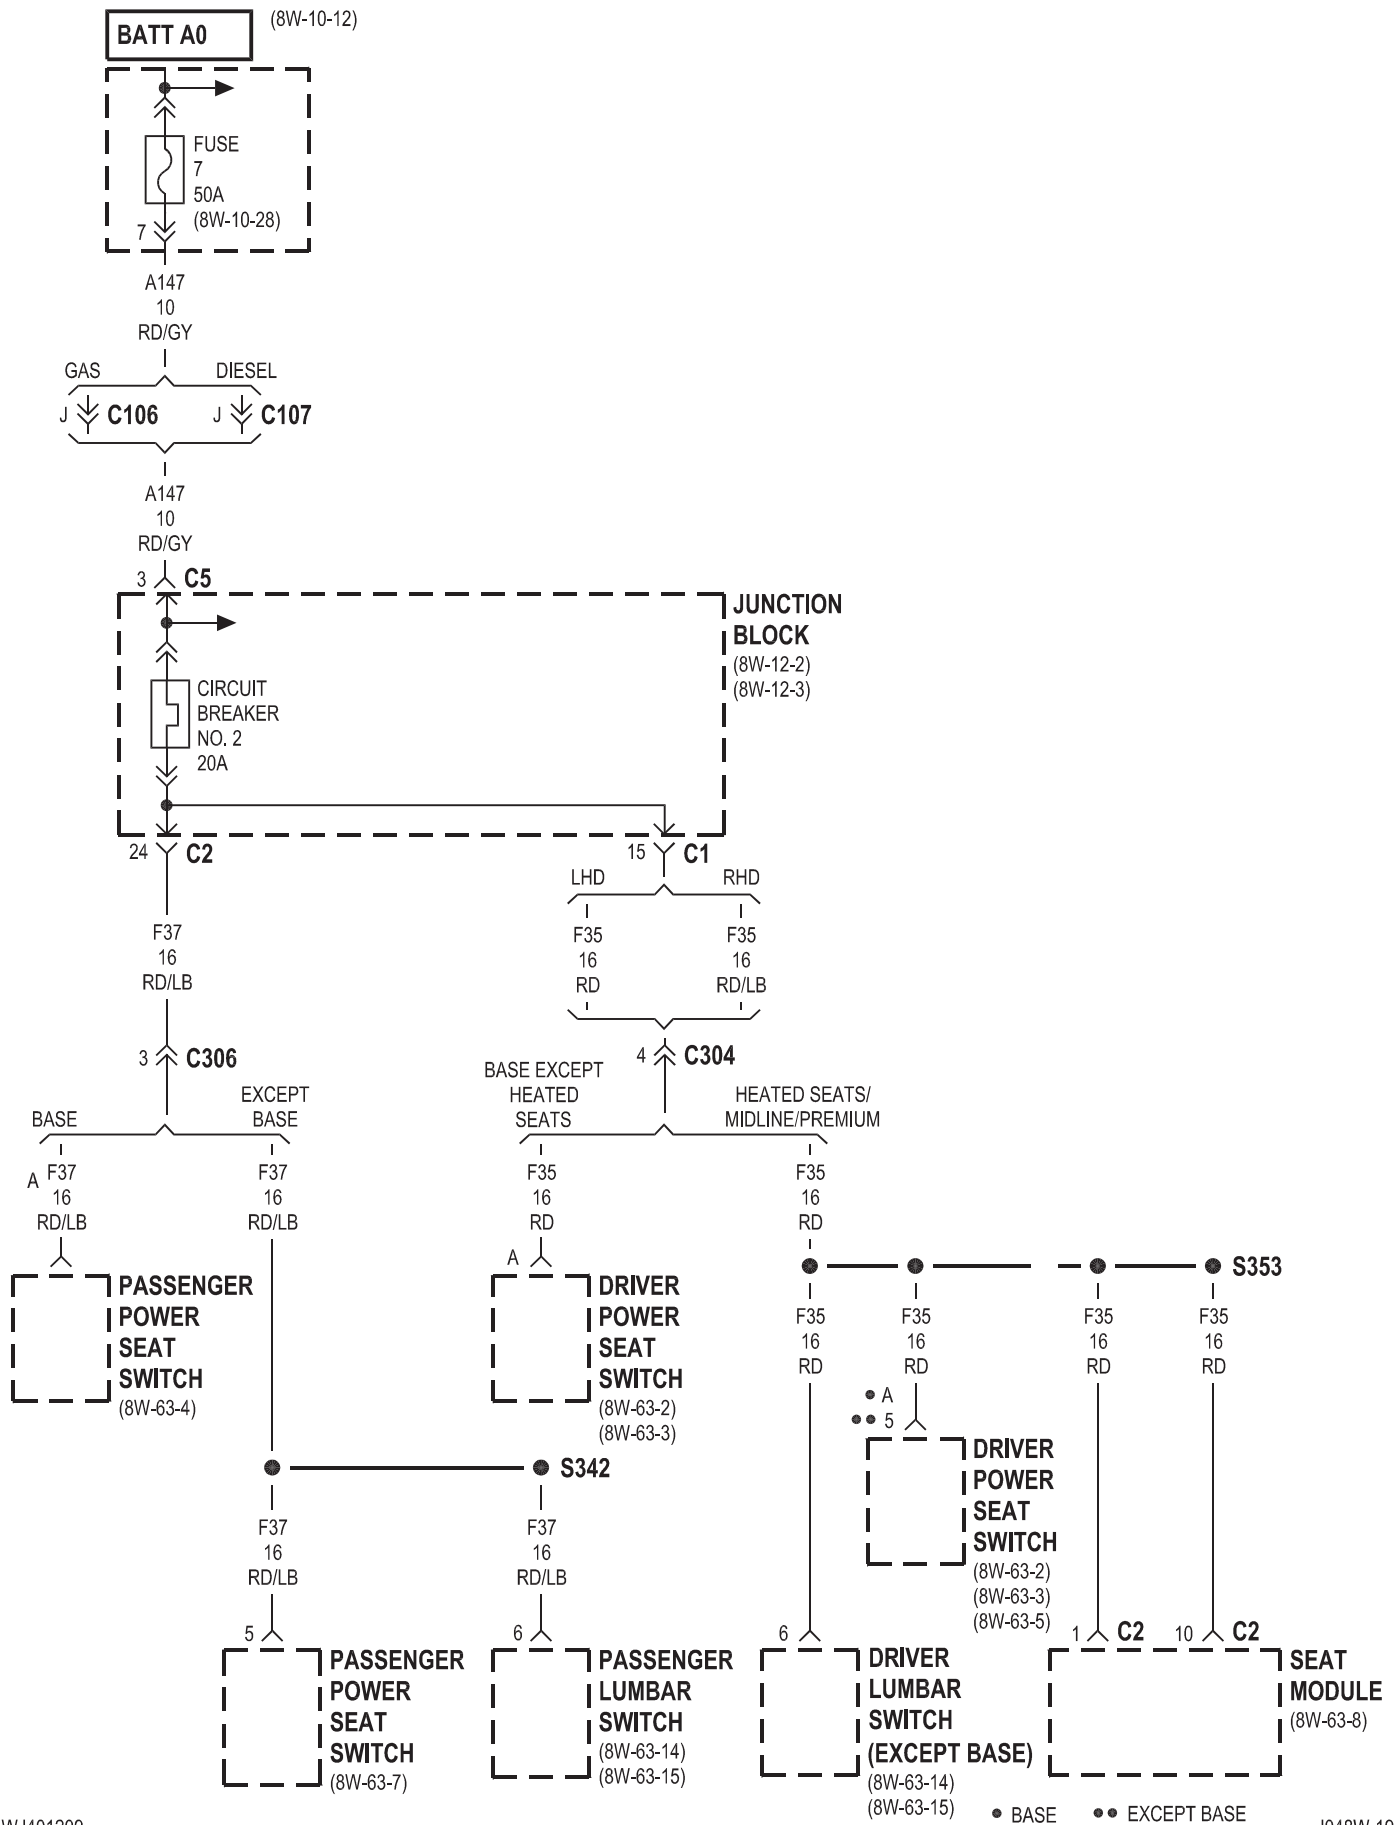 BATT A0
(8W-10-12)
FUSE
7
50A
(8W-10-28)
7
A147
10
RD/GY
GAS
DIESEL
J
C106
J
C107
A147
10
RD/GY
3
C5
JUNCTION
BLOCK
(8W-12-2)
(8W-12-3)
CIRCUIT
BREAKER
NO. 2
20A
24
C2
15
C1
LHD
RHD
F37
16
RD/LB
F35
16
RD
F35
16
RD/LB
3
C306
4
C304
BASE
EXCEPT
BASE
BASE EXCEPT
HEATED
SEATS
HEATED SEATS/
MIDLINE/PREMIUM
A
F37
16
RD/LB
F37
16
RD/LB
F35
16
RD
F35
16
RD
A
S353
PASSENGER
POWER
SEAT
SWITCH
(8W-63-4)
DRIVER
POWER
SEAT
SWITCH
(8W-63-2)
(8W-63-3)
F35
16
RD
F35
16
RD
F35
16
RD
F35
16
RD
• A
•• 5
DRIVER
POWER
SEAT
SWITCH
(8W-63-2)
(8W-63-3)
(8W-63-5)
S342
F37
16
RD/LB
F37
16
RD/LB
5
6
6
1
C2
10
C2
PASSENGER
POWER
SEAT
SWITCH
(8W-63-7)
PASSENGER
LUMBAR
SWITCH
(8W-63-14)
(8W-63-15)
DRIVER
LUMBAR
SWITCH
(EXCEPT BASE)
(8W-63-14)
(8W-63-15)
SEAT
MODULE
(8W-63-8)
• BASE
•• EXCEPT BASE